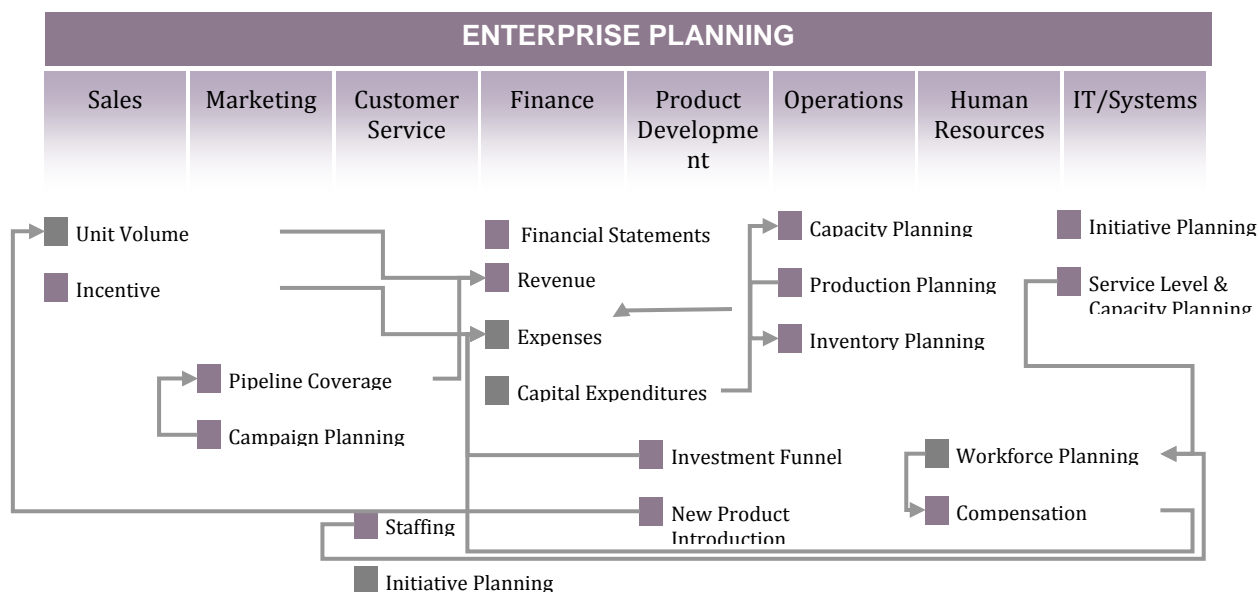 ENTERPRISE PLANNING
Sales
Marketing
Customer
Service
Finance
Product
Developme
nt
Operations
Human
Resources
IT/Systems
Unit Volume
Incentive
Pipeline Coverage
Campaign Planning
Staffing
Initiative Planning
Financial Statements
Revenue
Expenses
Capital Expenditures
Investment Funnel
New Product
Introduction
Capacity Planning
Production Planning
Inventory Planning
Workforce Planning
Compensation
Initiative Planning
Service Level &
Capacity Planning